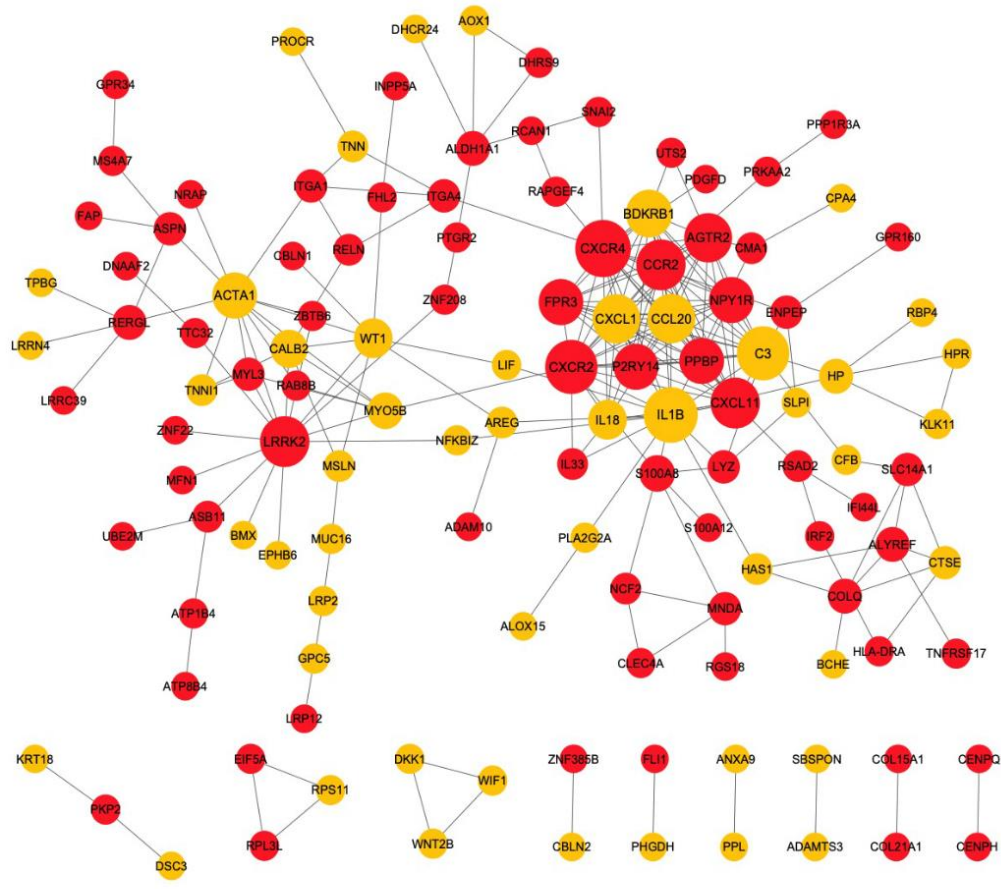 PROCR
DHCR24
AOX1
DHRS9
GPR34
INPP5A
SNAI2
RCAN1
PPP1R3A
TNN
ALDH1A1
UTS2
PRKAA2
MS4A7
NRAP
ITGA1
FHL2
ITGA4
RAPGEF4
PDGFD
CPA4
FAP
ASPN
BDKRB1
PTGR2
AGTR2
CMA1
GPR160
CBLN1
RELN
CXCR4
DNAAF2
CCR2
TPBG
ACTA1
ZNF208
FPR3
NPY1R
ENPEP
RBP4
RERGL
ZBTB6
CXCL1
CCL20
TTC32
WT1
LRRN4
CALB2
C3
HPR
LIF
CXCR2
P2RY14
PPBP
MYL3
HP
TNNI1
RAB8B
LRRC39
MYO5B
CXCL11
SLPI
IL18
IL1B
AREG
KLK11
ZNF22
LRRK2
NFKBIZ
MSLN
IL33
S100A8
LYZ
RSAD2
CFB
SLC14A1
MFN1
ASB11
IFI44L
UBE2M
BMX
EPHB6
MUC16
ADAM10
PLA2G2A
S100A12
IRF2
ALYREF
HAS1
CTSE
LRP2
NCF2
MNDA
COLQ
ATP1B4
ALOX15
GPC5
CLEC4A
RGS18
BCHE
HLA-DRA
TNFRSF17
ATP8B4
LRP12
KRT18
EIF5A
DKK1
WIF1
ZNF385B
FLI1
ANXA9
SBSPON
COL15A1
CENPQ
RPS11
PKP2
RPL3L
WNT2B
CBLN2
PHGDH
PPL
ADAMTS3
COL21A1
CENPH
DSC3